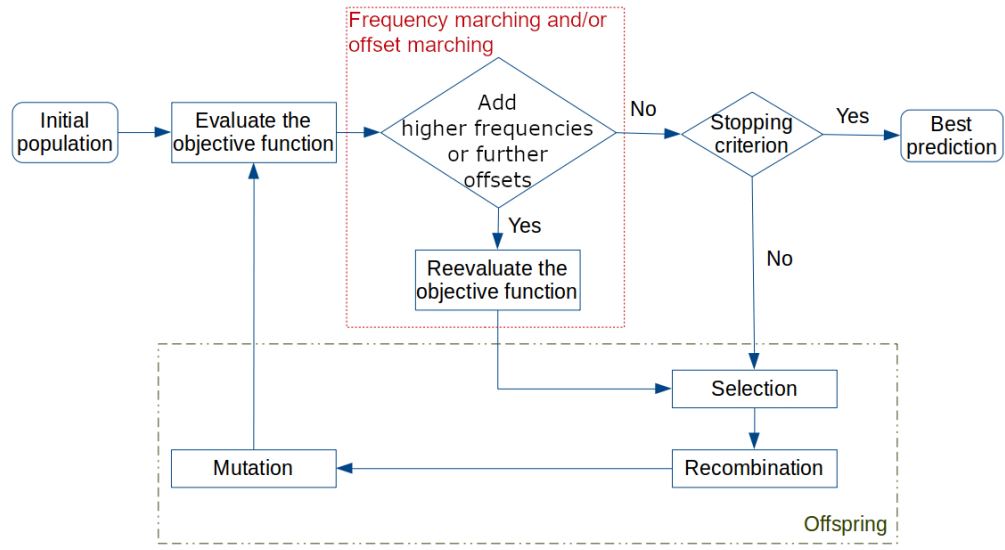 Frequency marching and/or
offset marching
Initial
population
Evaluate the
objective function
Add
higher frequencies
or further
offsets
No
Stopping
criterion
Yes
Best
prediction
Yes
No
Reevaluate the
objective function
Selection
Mutation
Recombination
Offspring